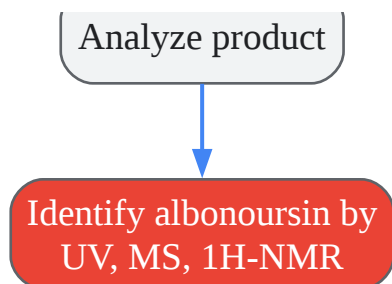 Analyze product
Identify albonoursin by
UV, MS, 1H-NMR